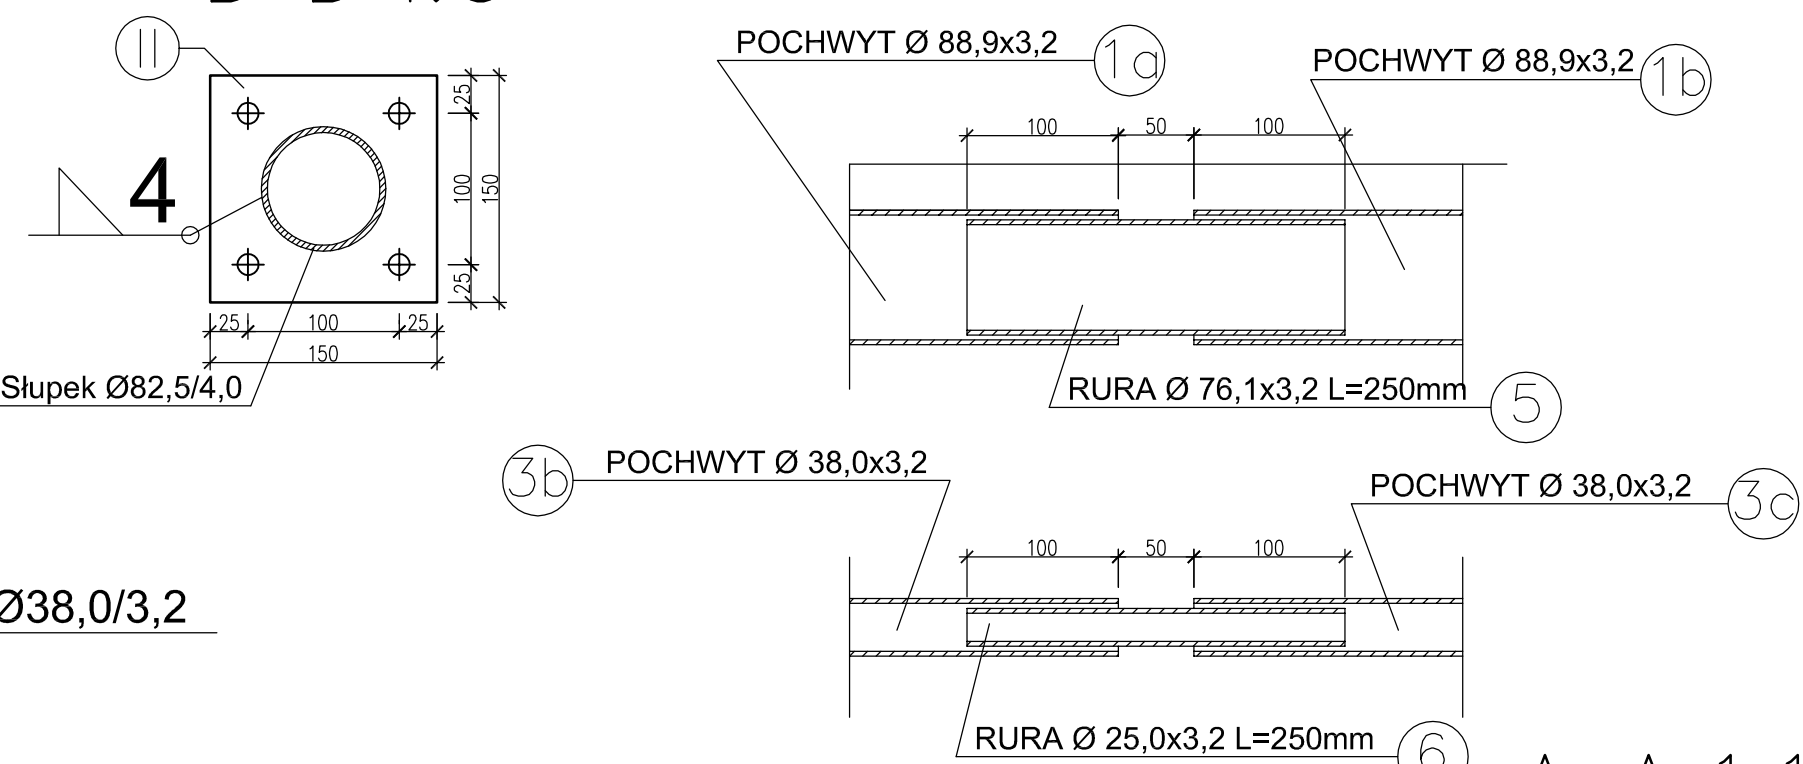 11
25
100
150
25
4
25
100
25
150
Słupek Ø82,5/4,0
Ø38,0/3,2
POCHWYT Ø 88,9x3,2
1a
POCHWYT Ø 88,9x3,2
1b
100
50
100
RURA Ø 76,1x3,2 L=250mm
5
3b
POCHWYT Ø 38,0x3,2
POCHWYT Ø 38,0x3,2
3c
100
50
100
RURA Ø 25,0x3,2 L=250mm
6